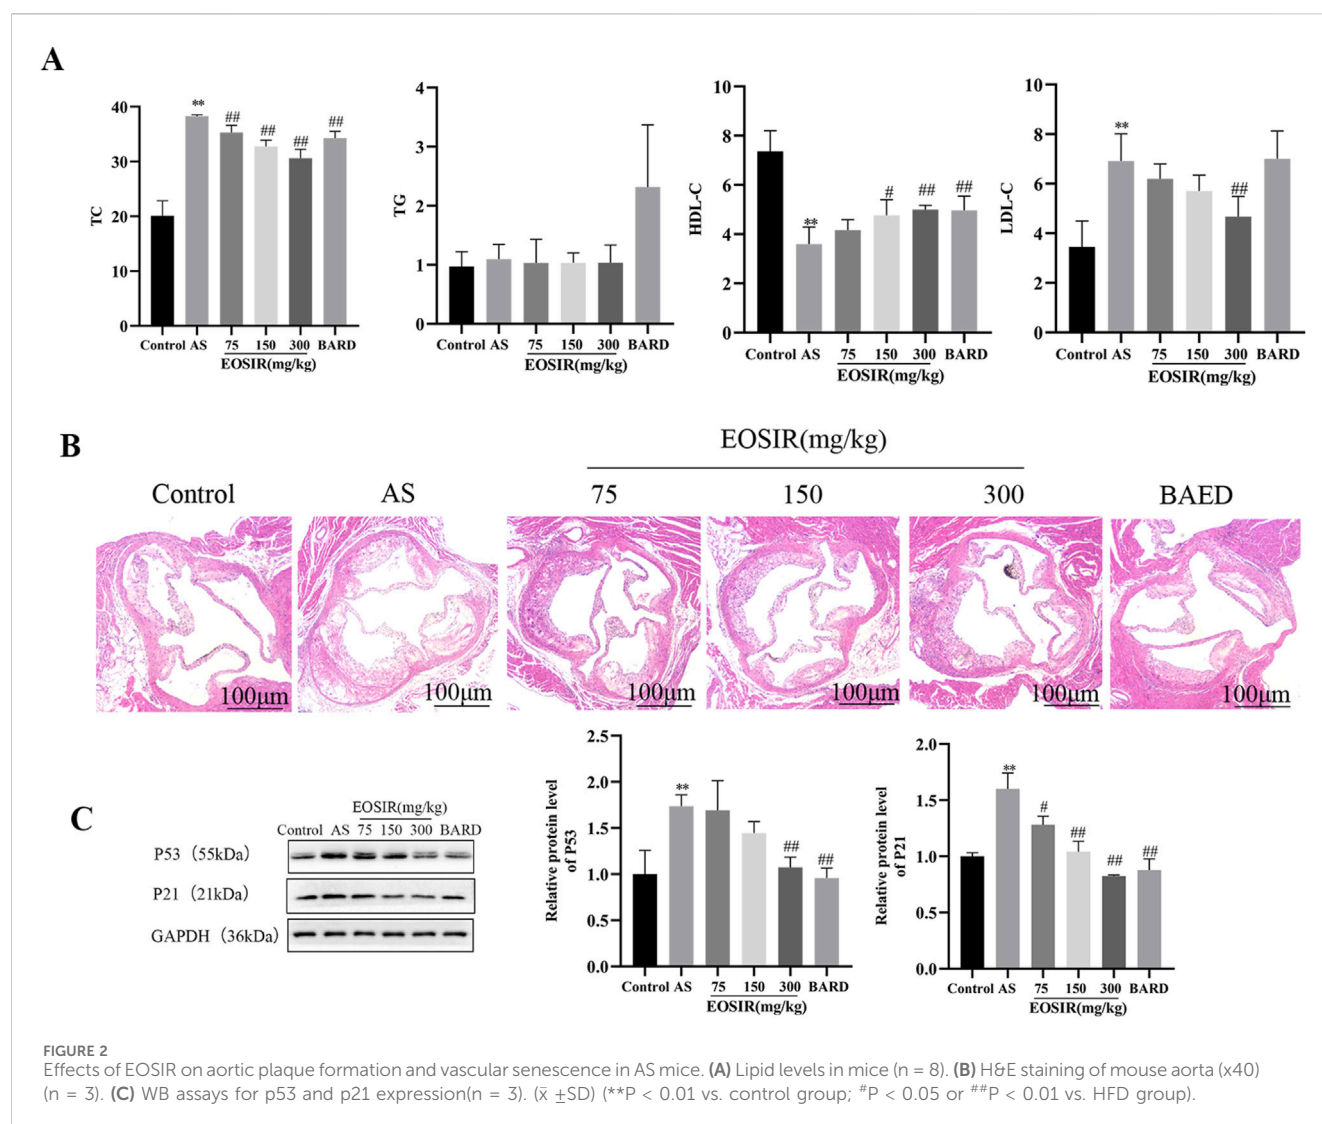 A
TC
40
30
20
10
0
**
##
##
##
##
Control AS 75 150 300 BARD
EOSIR(mg/kg)
TG
4
3
2
1
0
Control AS 75 150 300 BARD
EOSIR(mg/kg)
HDL-C
10
8
6
4
2
0
**
#
##
##
Control AS 75 150 300 BARD
EOSIR(mg/kg)
LDL-C
10
8
6
4
2
0
**
##
Control AS 75 150 300 BARD
EOSIR(mg/kg)
B
EOSIR(mg/kg)
Control AS 75 150 300 BAED
100μm 100μm 100μm 100μm 100μm 100μm
C
EOSIR(mg/kg)
Control AS 75 150 300 BARD
P53（55kDa）
P21（21kDa）
GAPDH（36kDa）
Relative protein level
of P53
2.5
2.0
1.5
1.0
0.5
0.0
**
##
##
Control AS 75 150 300 BARD
EOSIR(mg/kg)
Relative protein level
of P21
2.0
1.5
1.0
0.5
0.0
**
#
##
##
##
Control AS 75 150 300 BARD
EOSIR(mg/kg)
FIGURE 2
Effects of EOSIR on aortic plaque formation and vascular senescence in AS mice. (A) Lipid levels in mice (n = 8). (B) H&E staining of mouse aorta (x40)
(n = 3). (C) WB assays for p53 and p21 expression(n = 3). (x̄ ±SD) (**P < 0.01 vs. control group; #P < 0.05 or ##P < 0.01 vs. HFD group).